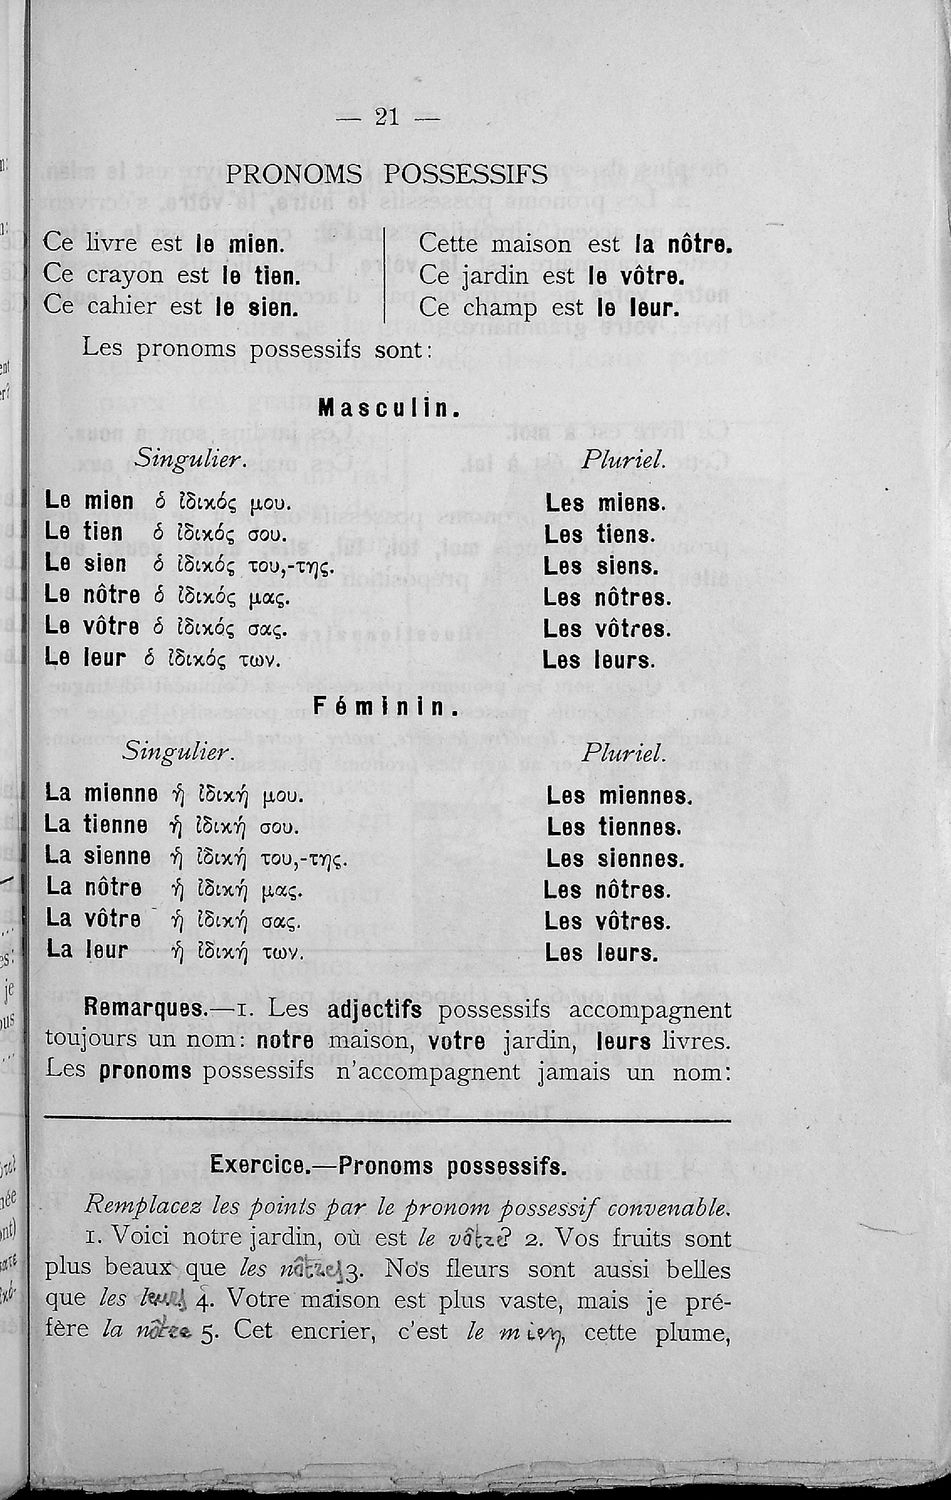 — 21 —
PRONOMS POSSESSIFS
Ce livre est le mien.
Ce crayon est le tien.
Ce cahier est le sien.
Cette maison est la nôtre.
Ce jardin est le vôtre.
Ce champ est le leur.
Les pronoms possessifs sont:
Masculin.
Singulier. Pluriel.
Le mien ὁ ἰδικός μου. Les miens.
Le tien ὁ ἰδικός σου. Les tiens.
Le sien ὁ ἰδικός του,-της. Les siens.
Le nôtre ὁ ἰδικός μας. Les nôtres.
Le vôtre ὁ ἰδικός σας. Les vôtres.
Le leur ὁ ἰδικός των. Les leurs.
Féminin.
Singulier. Pluriel.
La mienne ἡ ἰδική μου. Les miennes.
La tienne ἡ ἰδική σου. Les tiennes.
La sienne ἡ ἰδική του,-της. Les siennes.
La nôtre ἡ ἰδική μας. Les nôtres.
La vôtre ἡ ἰδική σας. Les vôtres.
La leur ἡ ἰδική των. Les leurs.
Remarques.—1. Les adjectifs possessifs accompagnent
toujours un nom: notre maison, votre jardin, leurs livres.
Les pronoms possessifs n'accompagnent jamais un nom:
Exercice.—Pronoms possessifs.
Remplacez les points par le pronom possessif convenable.
1. Voici notre jardin, où est le vôtre? 2. Vos fruits sont
plus beaux que les nôtres 3. Nos fleurs sont aussi belles
que les leurs 4. Votre maison est plus vaste, mais je pré-
fère la nôtre 5. Cet encrier, c'est le mien, cette plume,